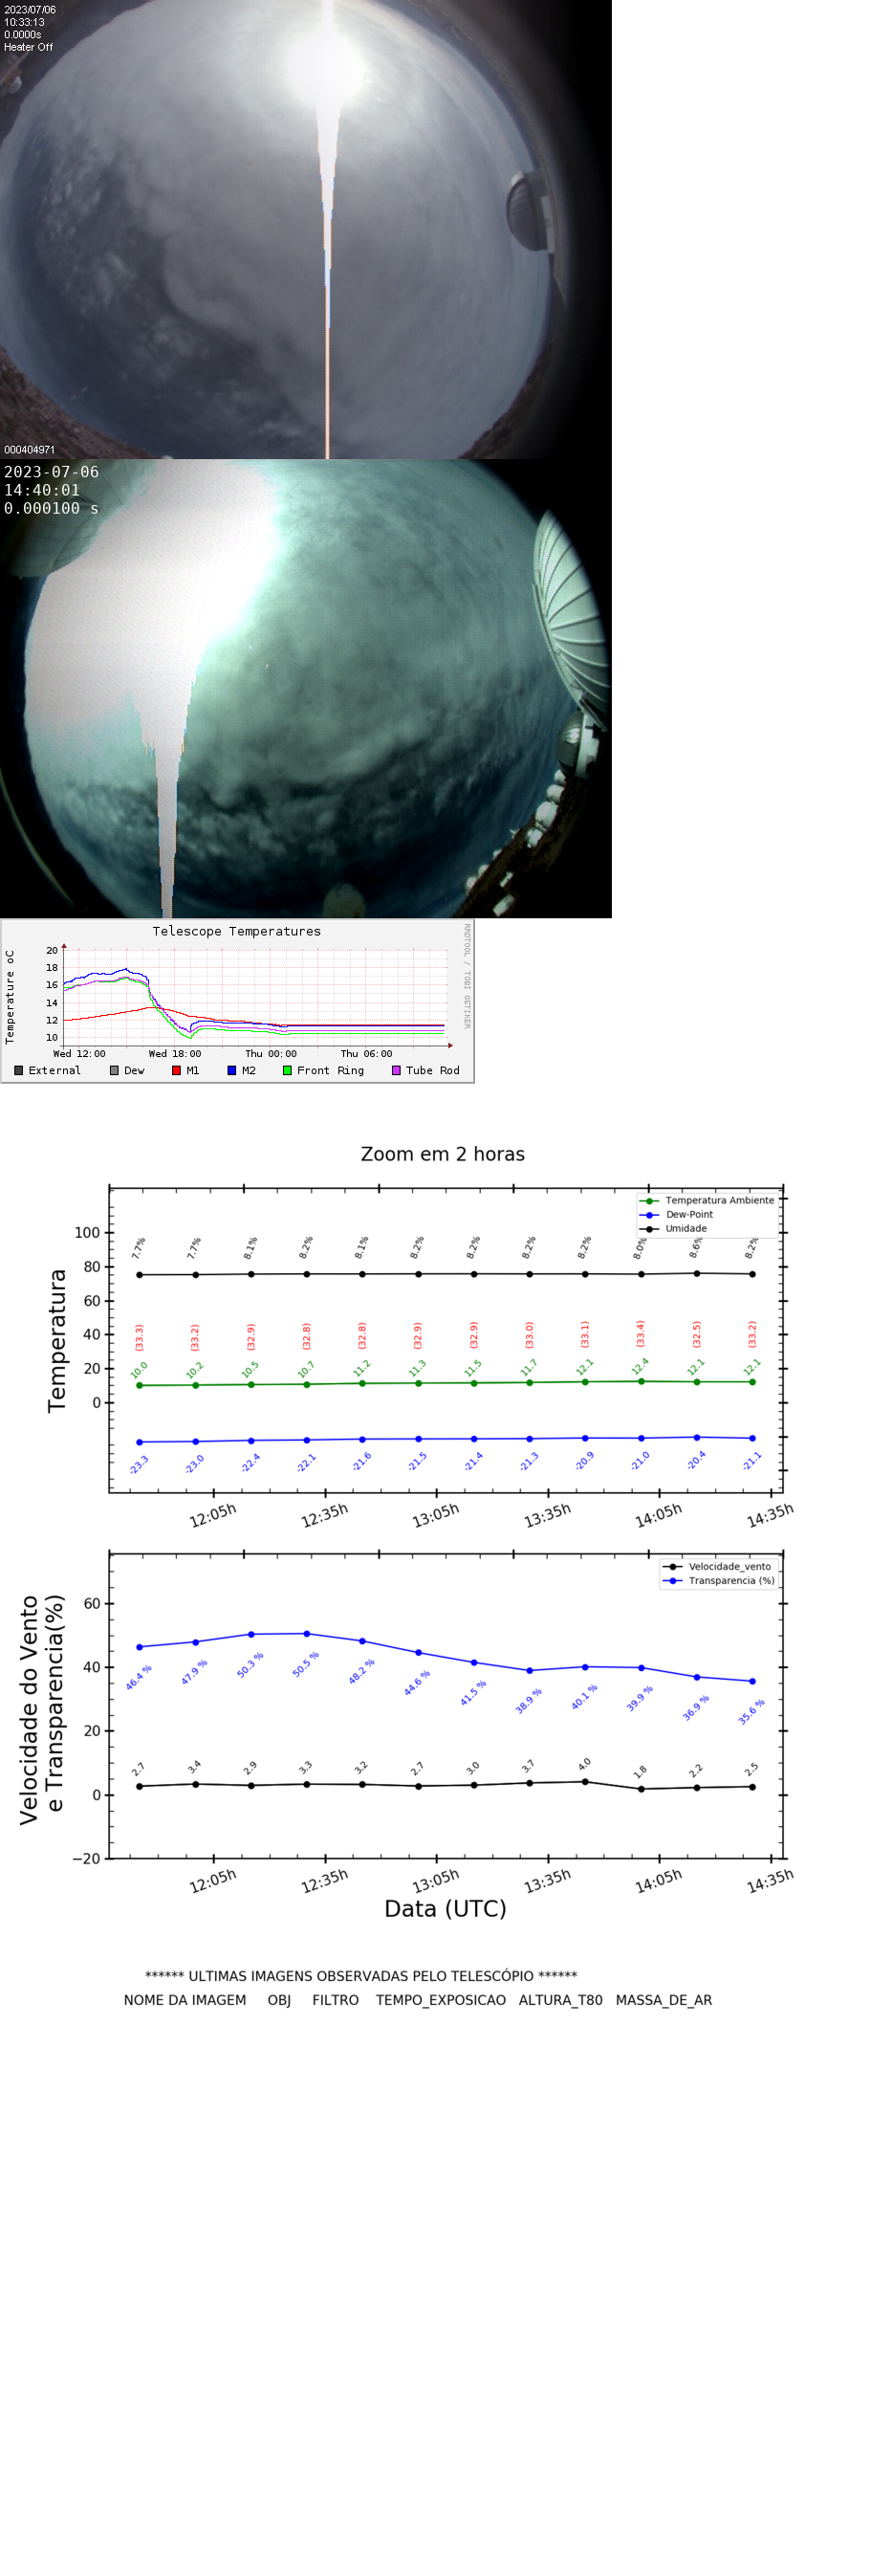 2023/07/06
10:33:13
0.0000s
Heater Off
000404971
2023-07-06
14:40:01
0.000100 s
Telescope Temperatures
RRDTOOL / TOBI OETIKER
Temperature oC
20
18
16
14
12
10
Wed 12:00 Wed 18:00 Thu 00:00 Thu 06:00
External Dew M1 M2 Front Ring Tube Rod
Zoom em 2 horas
Temperatura Ambiente
Dew-Point
Umidade
Temperatura
100
80
60
40
20
0
7.7% 7.7% 8.1% 8.2% 8.1% 8.2% 8.2% 8.2% 8.2% 8.0% 8.6% 8.2%
(33.3) (33.2) (32.9) (32.8) (32.8) (32.9) (32.9) (33.0) (33.1) (33.4) (32.5) (33.2)
10.0 10.2 10.5 10.7 11.2 11.3 11.5 11.7 12.1 12.4 12.1 12.1
-23.3 -23.0 -22.4 -22.1 -21.6 -21.5 -21.4 -21.3 -20.9 -21.0 -20.4 -21.1
12:05h 12:35h 13:05h 13:35h 14:05h 14:35h
Velocidade_vento
Transparencia (%)
Velocidade do Vento
e Transparencia(%)
60
40
20
0
−20
46.4 % 47.9 % 50.3 % 50.5 % 48.2 % 44.6 % 41.5 % 38.9 % 40.1 % 39.9 % 36.9 % 35.6 %
2.7 3.4 2.9 3.3 3.2 2.7 3.0 3.7 4.0 1.8 2.2 2.5
12:05h 12:35h 13:05h 13:35h 14:05h 14:35h
Data (UTC)
****** ULTIMAS IMAGENS OBSERVADAS PELO TELESCÓPIO ******
NOME DA IMAGEM OBJ FILTRO TEMPO_EXPOSICAO ALTURA_T80 MASSA_DE_AR